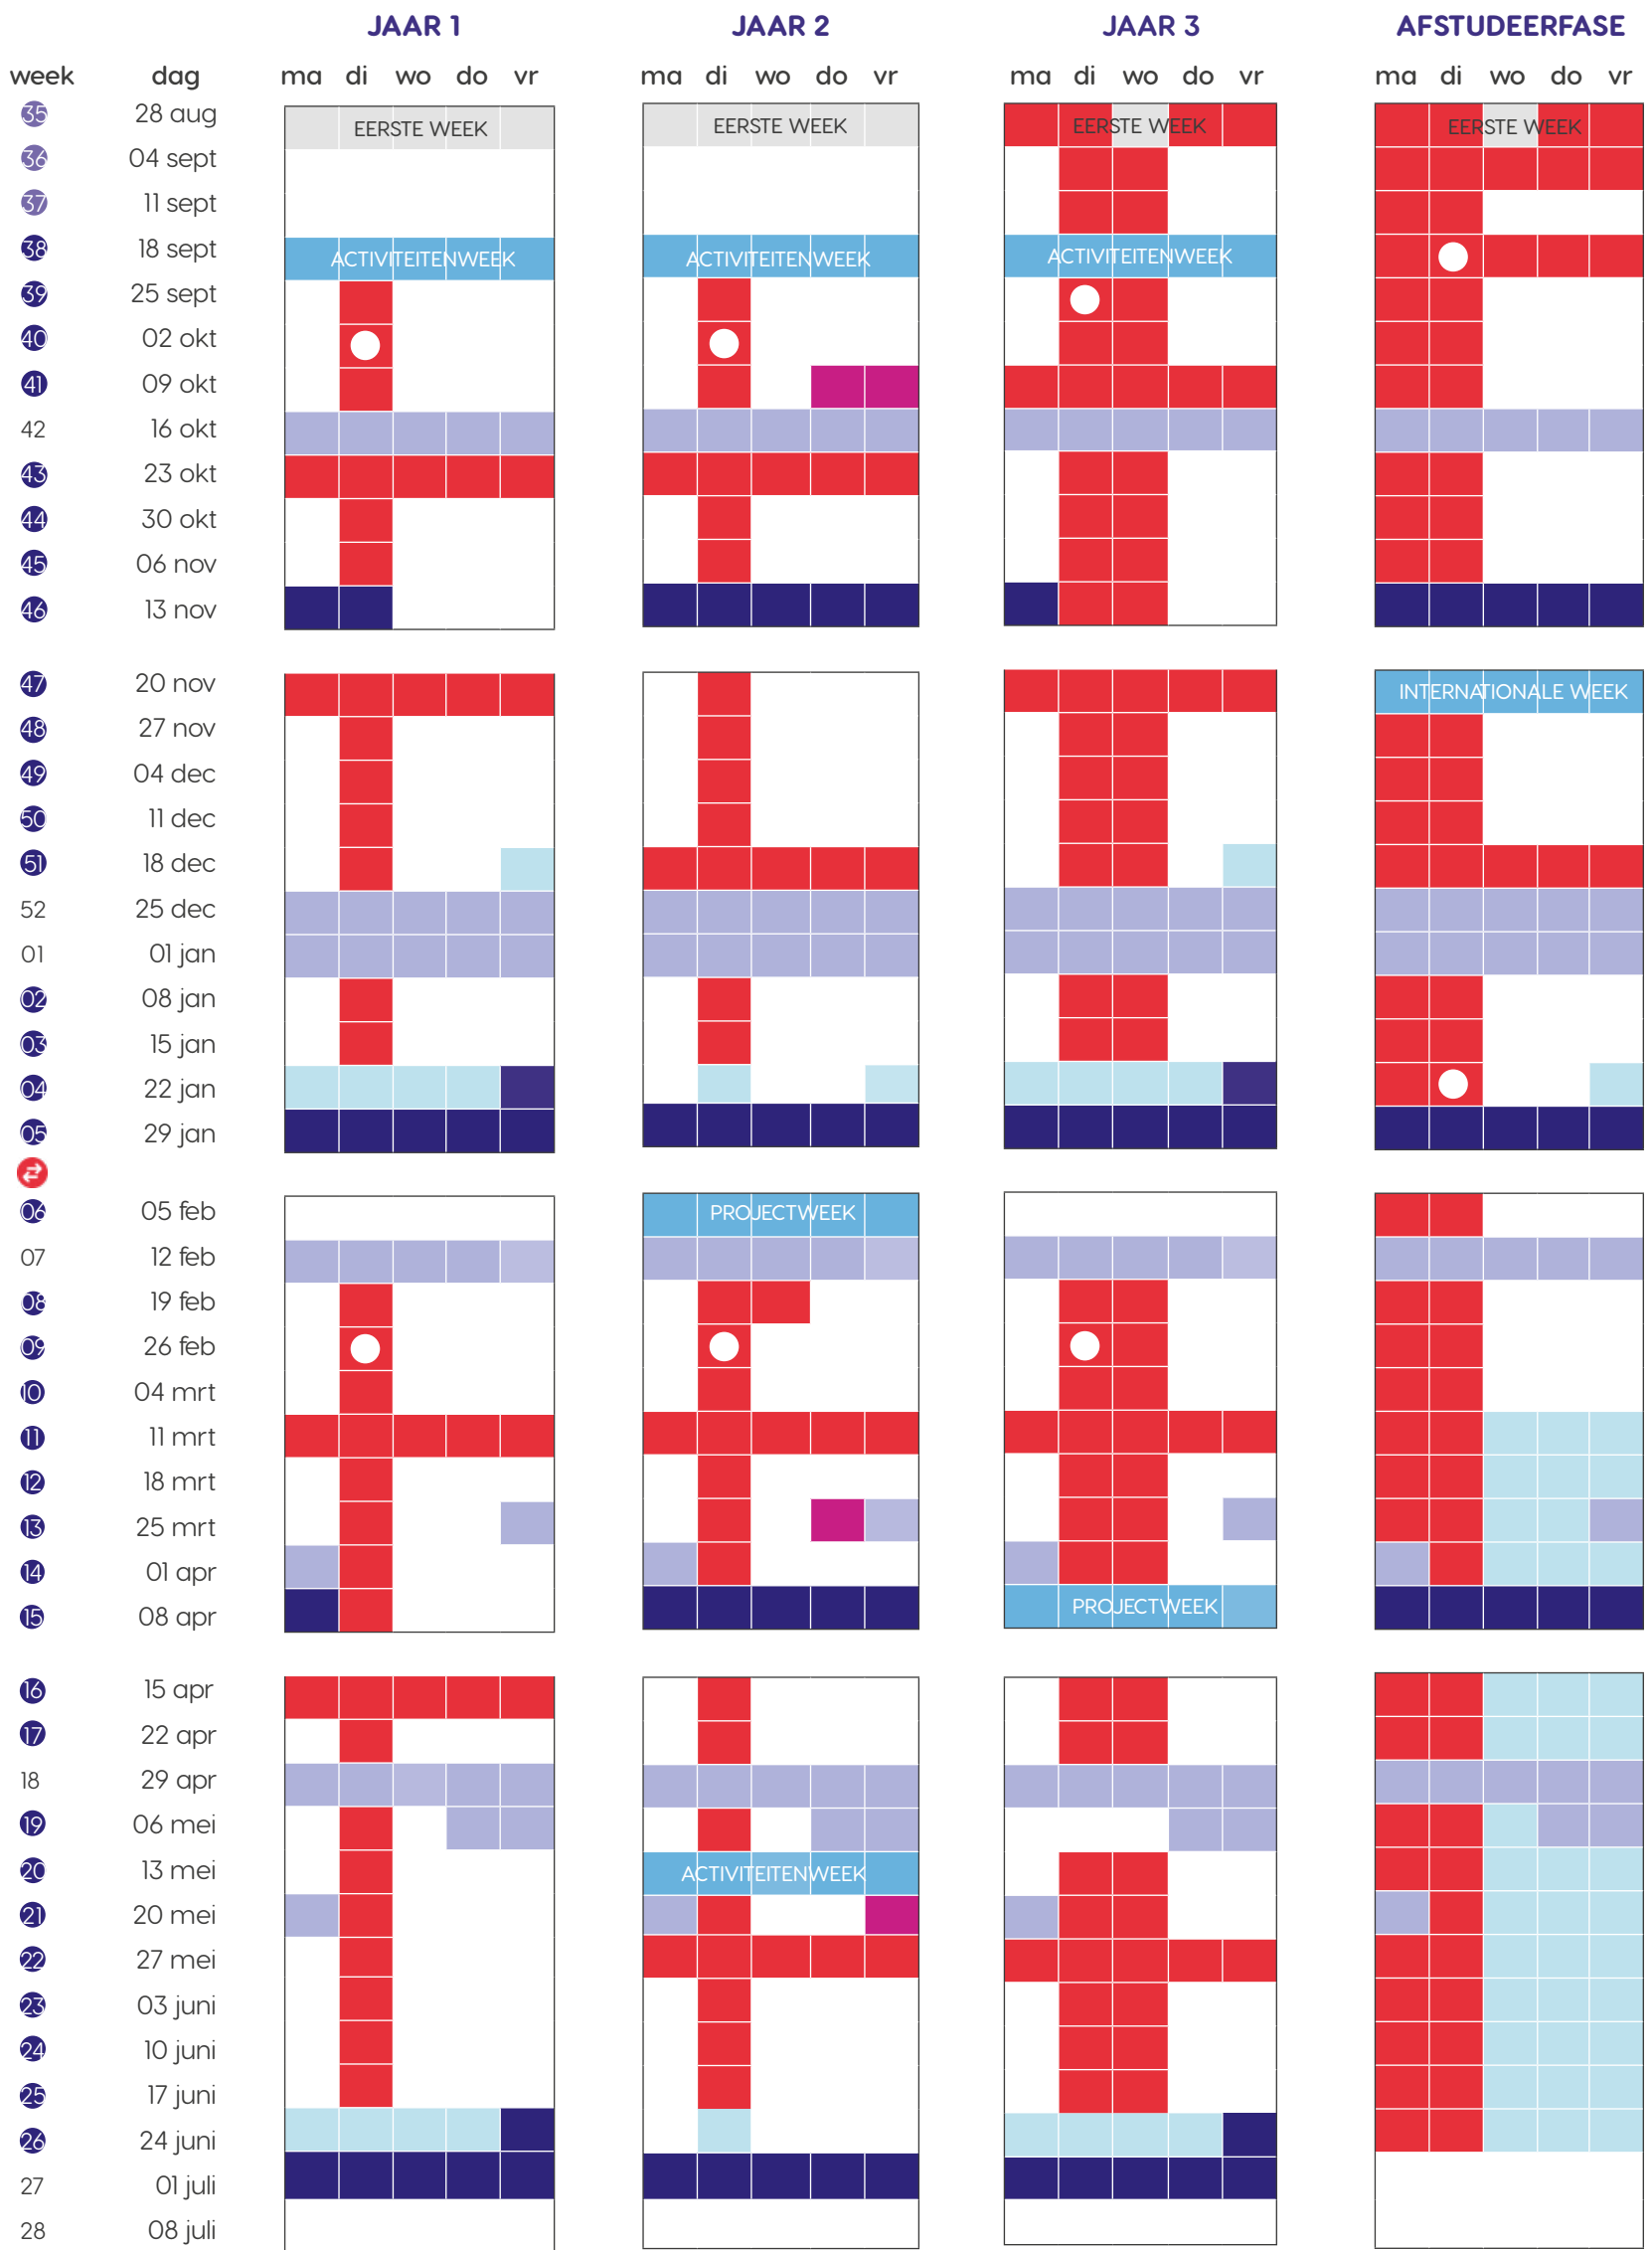 JAAR 1 JAAR 2 JAAR 3 AFSTUDEERFASE
week dag ma di wo do vr ma di wo do vr ma di wo do vr ma di wo do vr
35 28 aug EERSTE WEEK EERSTE WEEK EERSTE WEEK EERSTE WEEK
36 04 sept
37 11 sept
38 18 sept ACTIVITEITENWEEK ACTIVITEITENWEEK ACTIVITEITENWEEK
39 25 sept
40 02 okt
41 09 okt
42 16 okt
43 23 okt
44 30 okt
45 06 nov
46 13 nov
47 20 nov INTERNATIONALE WEEK
48 27 nov
49 04 dec
50 11 dec
51 18 dec
52 25 dec
01 01 jan
02 08 jan
03 15 jan
04 22 jan
05 29 jan
06 05 feb PROJECTWEEK
07 12 feb
08 19 feb
09 26 feb
10 04 mrt
11 11 mrt
12 18 mrt
13 25 mrt
14 01 apr
15 08 apr PROJECTWEEK
16 15 apr
17 22 apr
18 29 apr
19 06 mei
20 13 mei ACTIVITEITENWEEK
21 20 mei
22 27 mei
23 03 juni
24 10 juni
25 17 juni
26 24 juni
27 01 juli
28 08 juli